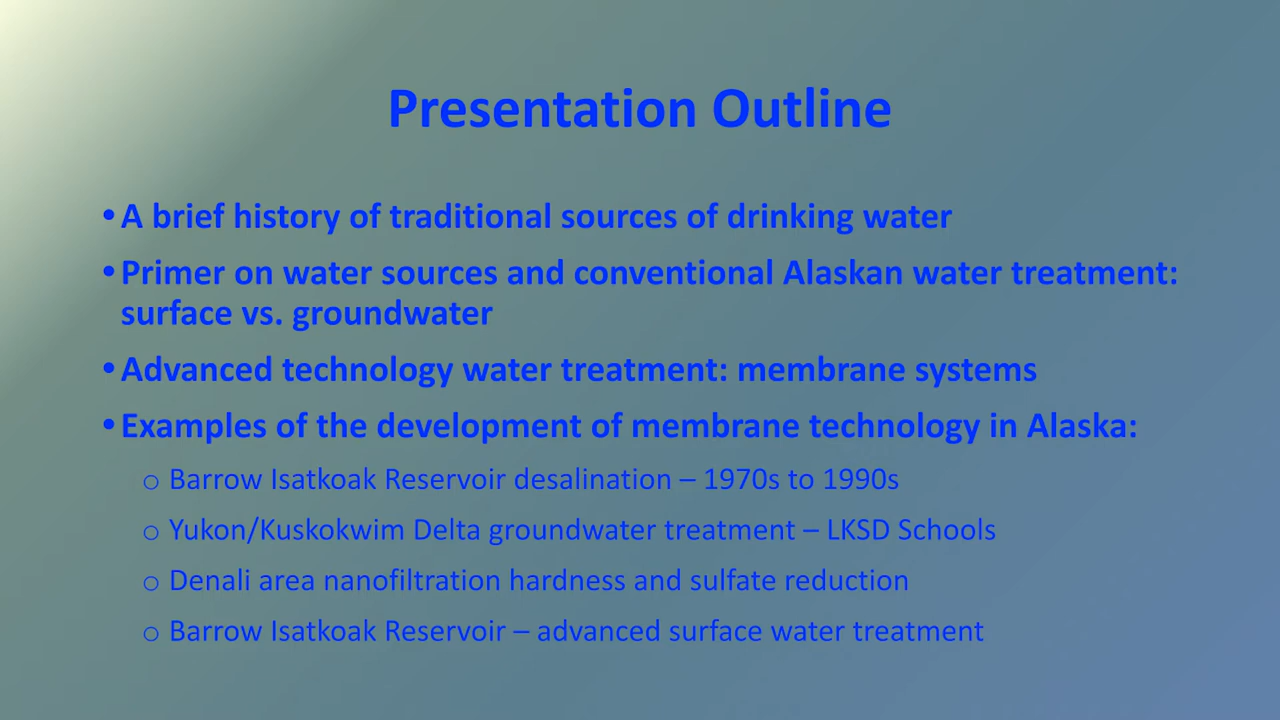 Presentation Outline
• A brief history of traditional sources of drinking water
• Primer on water sources and conventional Alaskan water treatment:
surface vs. groundwater
• Advanced technology water treatment: membrane systems
• Examples of the development of membrane technology in Alaska:
o Barrow Isatkoak Reservoir desalination – 1970s to 1990s
o Yukon/Kuskokwim Delta groundwater treatment – LKSD Schools
o Denali area nanofiltration hardness and sulfate reduction
o Barrow Isatkoak Reservoir – advanced surface water treatment